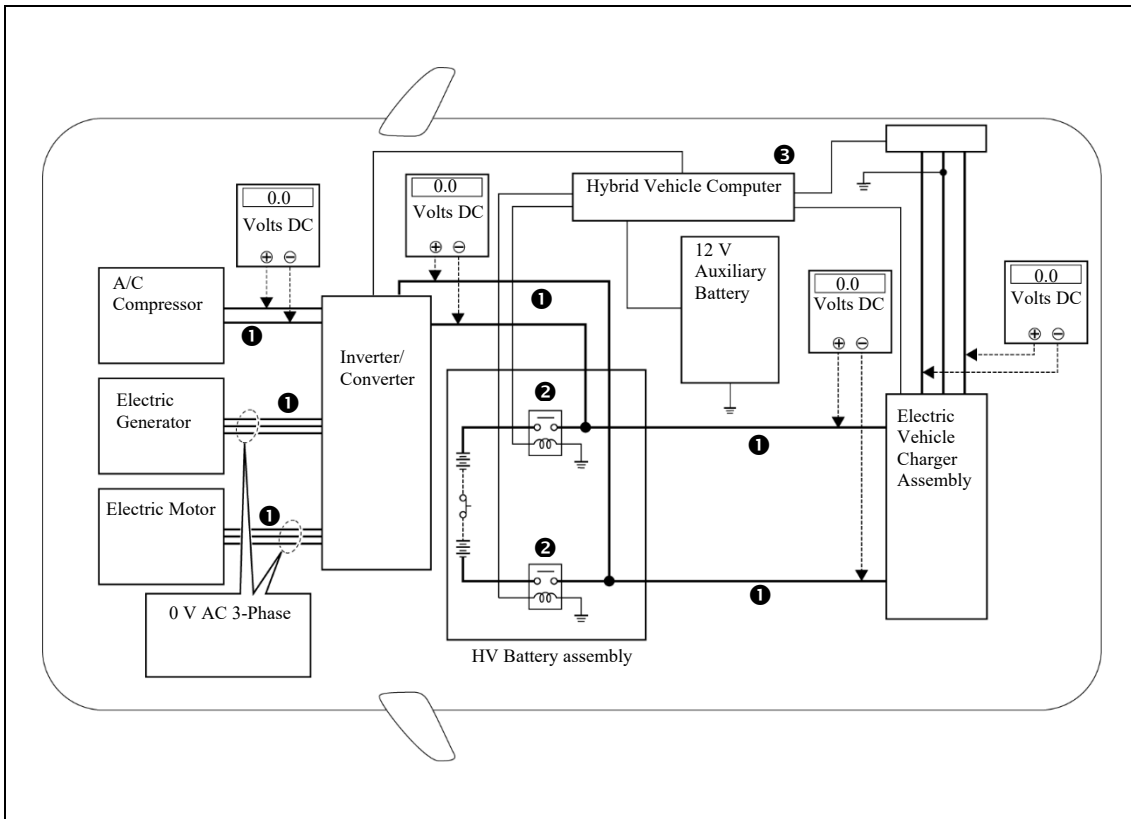 ❸
0.0
Volts DC
⊕ ⊖
0.0
Volts DC
⊕ ⊖
Hybrid Vehicle Computer
12 V
Auxiliary
Battery
0.0
Volts DC
⊕ ⊖
0.0
Volts DC
⊕ ⊖
A/C
Compressor
❶
❶
Inverter/
Converter
Electric
Generator
❶
❷
❶
Electric
Vehicle
Charger
Assembly
Electric Motor
❶
❷
❶
0 V AC 3-Phase
HV Battery assembly